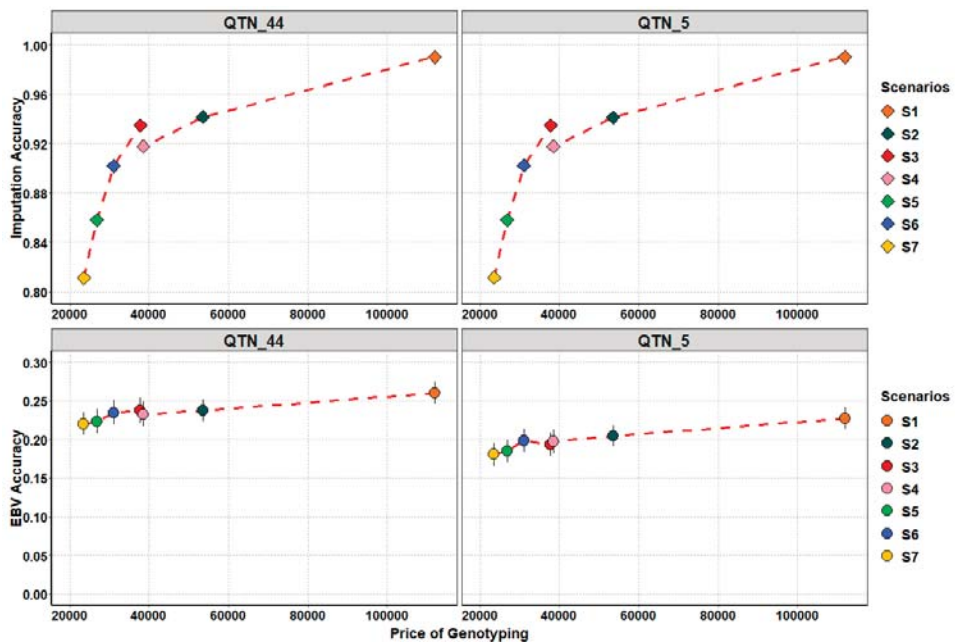 QTN_44 QTN_5
Imputation Accuracy
1.00
0.96
0.92
0.88
0.84
0.80
20000 40000 60000 80000 100000 20000 40000 60000 80000 100000
Scenarios
S1
S2
S3
S4
S5
S6
S7
QTN_44 QTN_5
EBV Accuracy
0.30
0.25
0.20
0.15
0.10
0.05
0.00
20000 40000 60000 80000 100000 20000 40000 60000 80000 100000
Price of Genotyping
Scenarios
S1
S2
S3
S4
S5
S6
S7